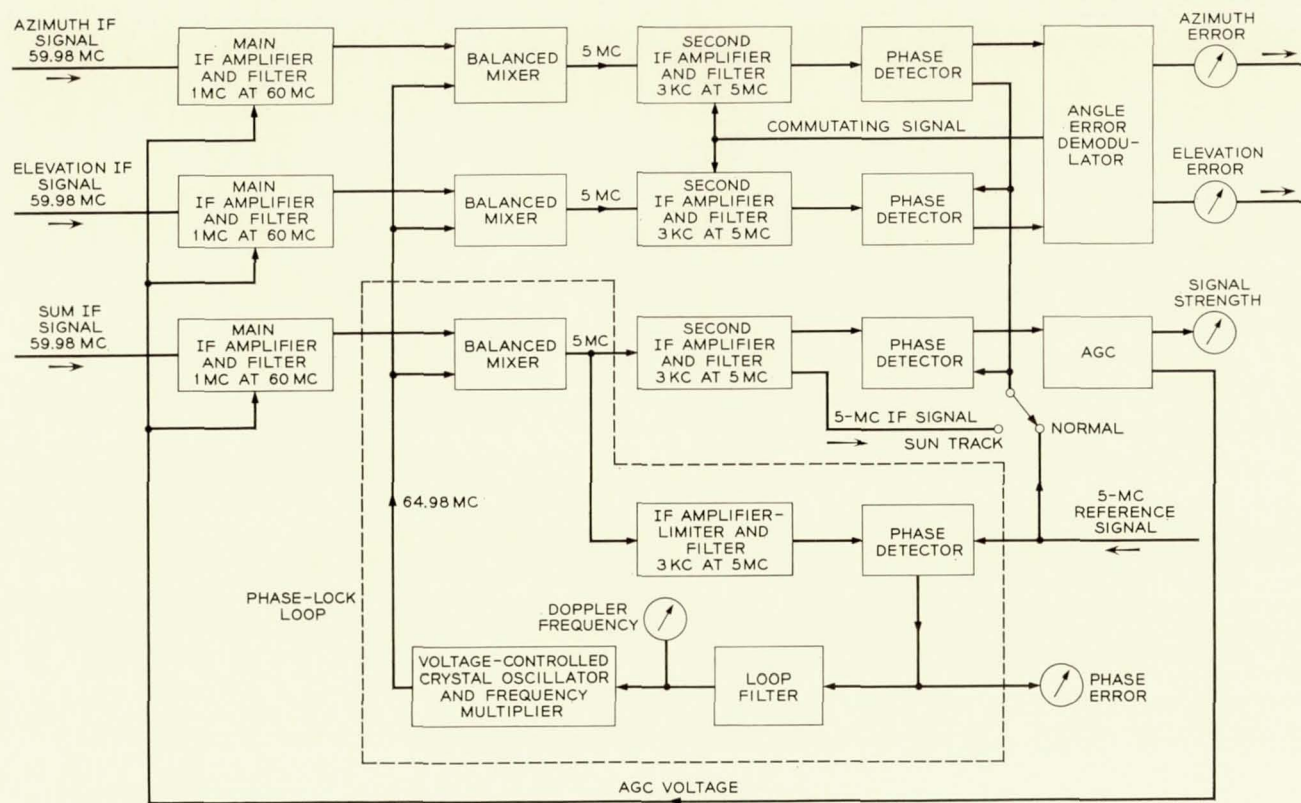 AZIMUTH IF
SIGNAL
59.98 MC
MAIN
IF AMPLIFIER
AND FILTER
1 MC AT 60 MC
BALANCED
MIXER
5 MC
SECOND
IF AMPLIFIER
AND FILTER
3 KC AT 5 MC
PHASE
DETECTOR
AZIMUTH
ERROR
COMMUTATING SIGNAL
ANGLE
ERROR
DEMODU-
LATOR
ELEVATION IF
SIGNAL
59.98 MC
MAIN
IF AMPLIFIER
AND FILTER
1 MC AT 60 MC
BALANCED
MIXER
5 MC
SECOND
IF AMPLIFIER
AND FILTER
3 KC AT 5 MC
PHASE
DETECTOR
ELEVATION
ERROR
SUM IF
SIGNAL
59.98 MC
MAIN
IF AMPLIFIER
AND FILTER
1 MC AT 60 MC
BALANCED
MIXER
5 MC
SECOND
IF AMPLIFIER
AND FILTER
3 KC AT 5 MC
PHASE
DETECTOR
AGC
SIGNAL
STRENGTH
5-MC IF SIGNAL
SUN TRACK
NORMAL
64.98 MC
IF AMPLIFIER-
LIMITER AND
FILTER
3 KC AT 5 MC
PHASE
DETECTOR
5-MC
REFERENCE
SIGNAL
PHASE-LOCK
LOOP
DOPPLER
FREQUENCY
VOLTAGE-CONTROLLED
CRYSTAL OSCILLATOR
AND FREQUENCY
MULTIPLIER
LOOP
FILTER
PHASE
ERROR
AGC VOLTAGE